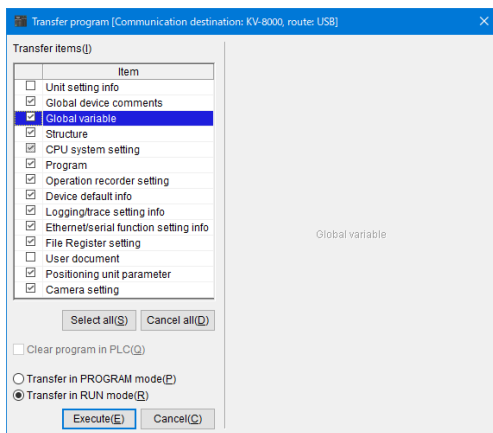 Transfer program [Communication destination: KV-8000, route: USB]
Transfer items(I)
Item
Unit setting info
Global device comments
Global variable
Structure
CPU system setting
Program
Operation recorder setting
Device default info
Logging/trace setting info
Ethernet/serial function setting info
File Register setting
User document
Positioning unit parameter
Camera setting
Global variable
Select all(S) Cancel all(D)
Clear program in PLC(Q)
Transfer in PROGRAM mode(P)
Transfer in RUN mode(R)
Execute(E) Cancel(C)